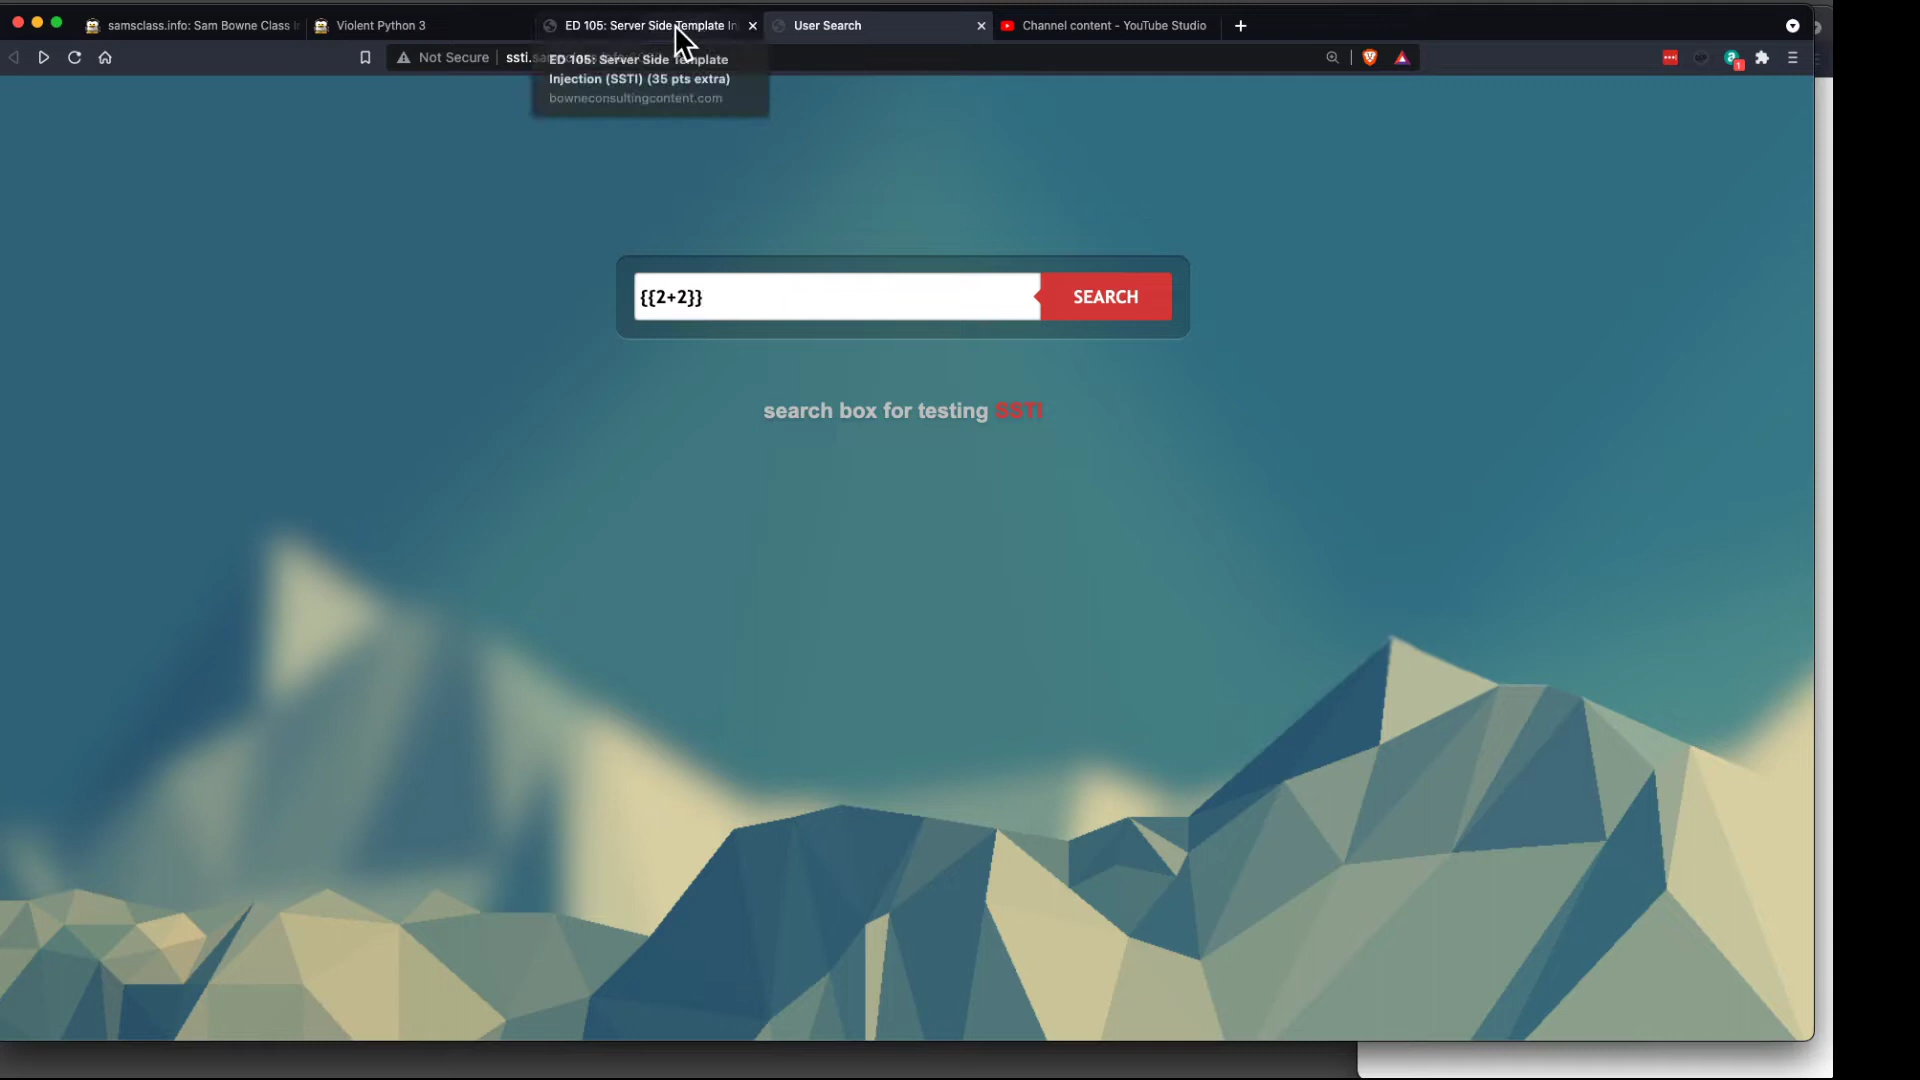 samsclass.info: Sam Bowne Class I
Violent Python 3
ED 105: Server Side Template In
User Search
Channel content - YouTube Studio
Not Secure
ssti.
ED 105: Server Side Template
Injection (SSTI) (35 pts extra)
bowneconsultingcontent.com
1
{{2+2}}
SEARCH
search box for testing SSTI